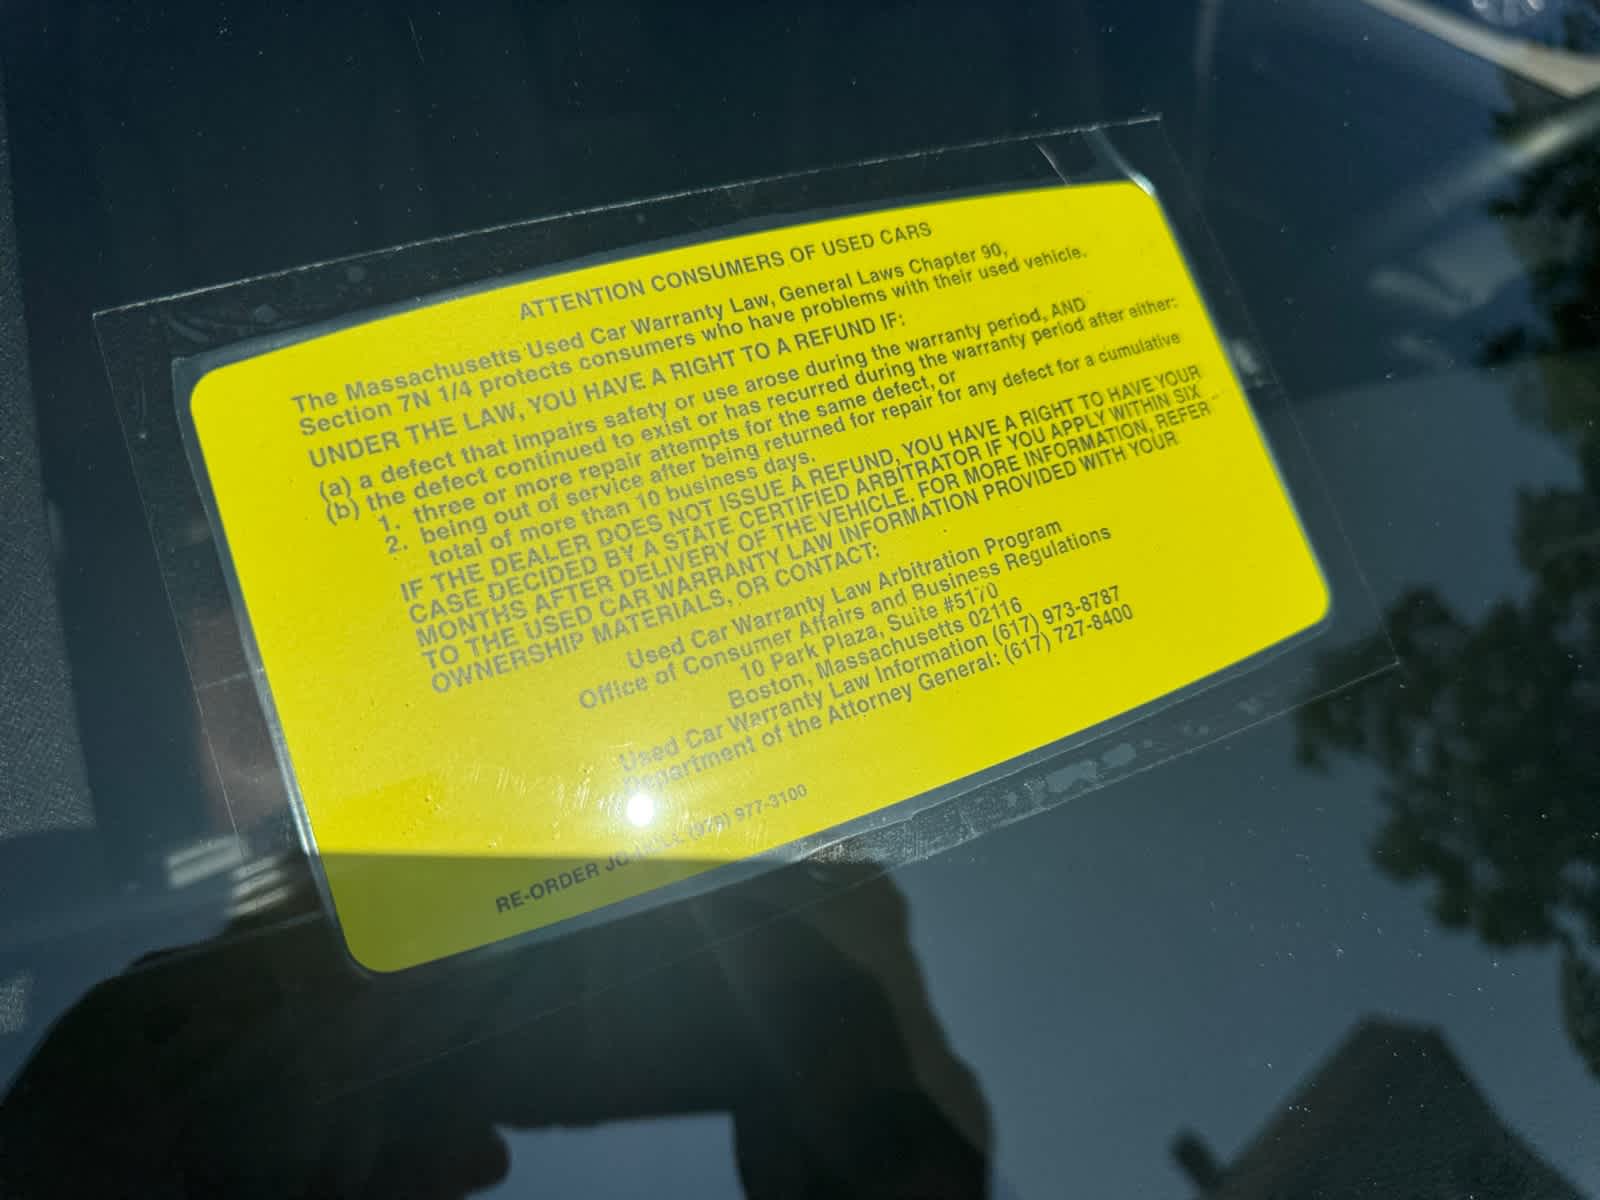 ATTENTION CONSUMERS OF USED CARS
The Massachusetts Used Car Warranty Law, General Laws Chapter 90,
Section 7N 1/4 protects consumers who have problems with their used vehicle.
UNDER THE LAW, YOU HAVE A RIGHT TO A REFUND IF:
(a) a defect that impairs safety or use arose during the warranty period, AND
(b) the defect continued to exist or has recurred during the warranty period after either:
1. three or more repair attempts for the same defect, or
2. being out of service after being returned for repair for any defect for a cumulative
total of more than 10 business days.
IF THE DEALER DOES NOT ISSUE A REFUND, YOU HAVE A RIGHT TO HAVE YOUR
CASE DECIDED BY A STATE CERTIFIED ARBITRATOR IF YOU APPLY WITHIN SIX
MONTHS AFTER DELIVERY OF THE VEHICLE. FOR MORE INFORMATION, REFER
TO THE USED CAR WARRANTY LAW INFORMATION PROVIDED WITH YOUR
OWNERSHIP MATERIALS, OR CONTACT:
Used Car Warranty Law Arbitration Program
Office of Consumer Affairs and Business Regulations
10 Park Plaza, Suite #5170
Boston, Massachusetts 02116
Used Car Warranty Law Information (617) 973-8787
Department of the Attorney General: (617) 727-8400
RE-ORDER (978) 977-3100